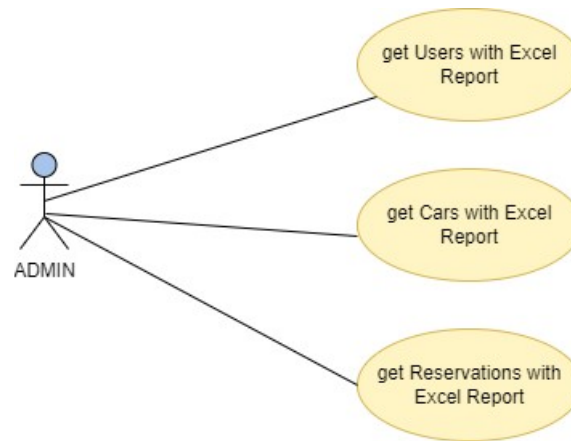 get Users with Excel
Report
get Cars with Excel
Report
ADMIN
get Reservations with
Excel Report